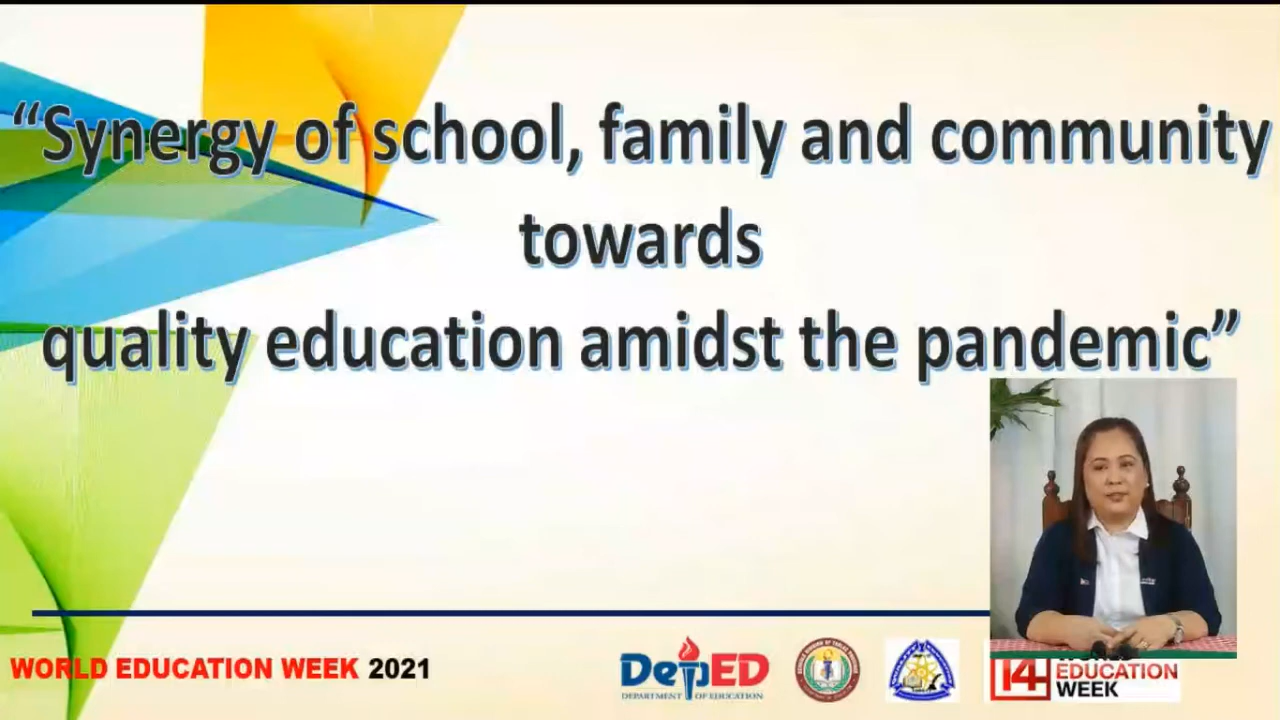 “Synergy of school, family and community
towards
quality education amidst the pandemic”
WORLD EDUCATION WEEK 2021
DepED
DEPARTMENT OF EDUCATION
14
EDUCATION
WEEK